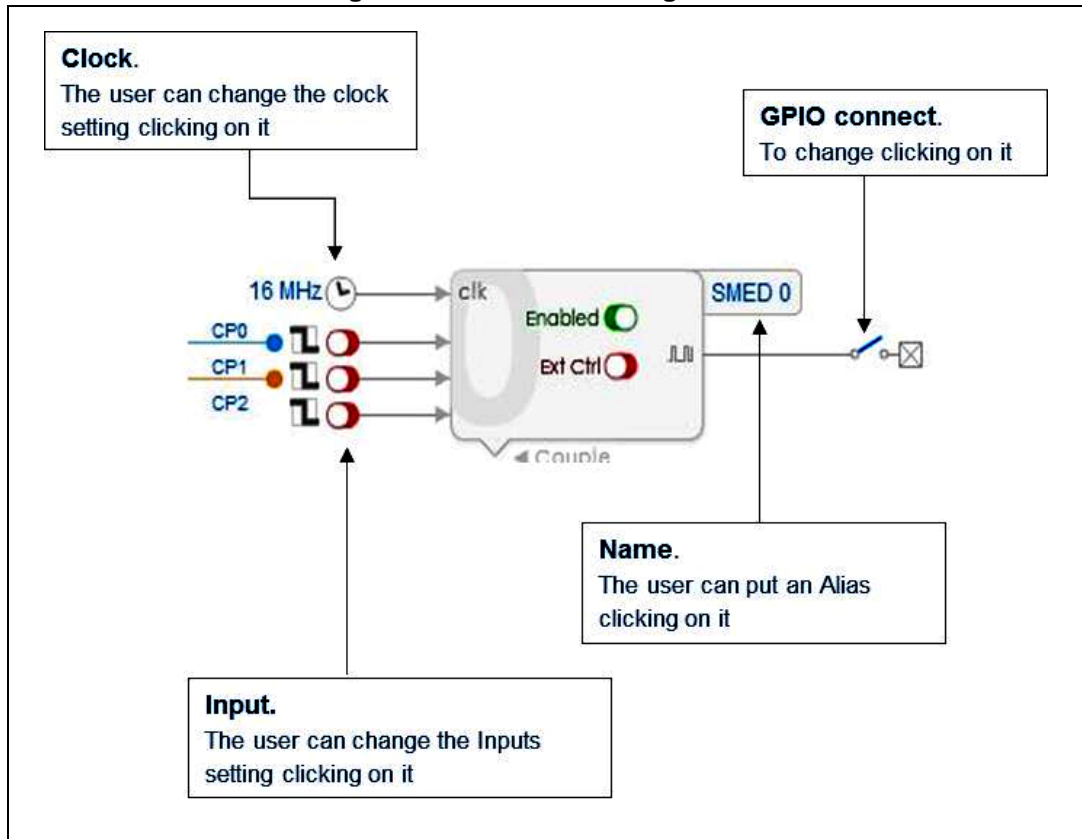 Clock.
The user can change the clock
setting clicking on it
GPIO connect.
To change clicking on it
16 MHz
clk
SMED 0
Enabled
CP0
CP1
Ext Ctrl
CP2
Couple
Name.
The user can put an Alias
clicking on it
Input.
The user can change the Inputs
setting clicking on it